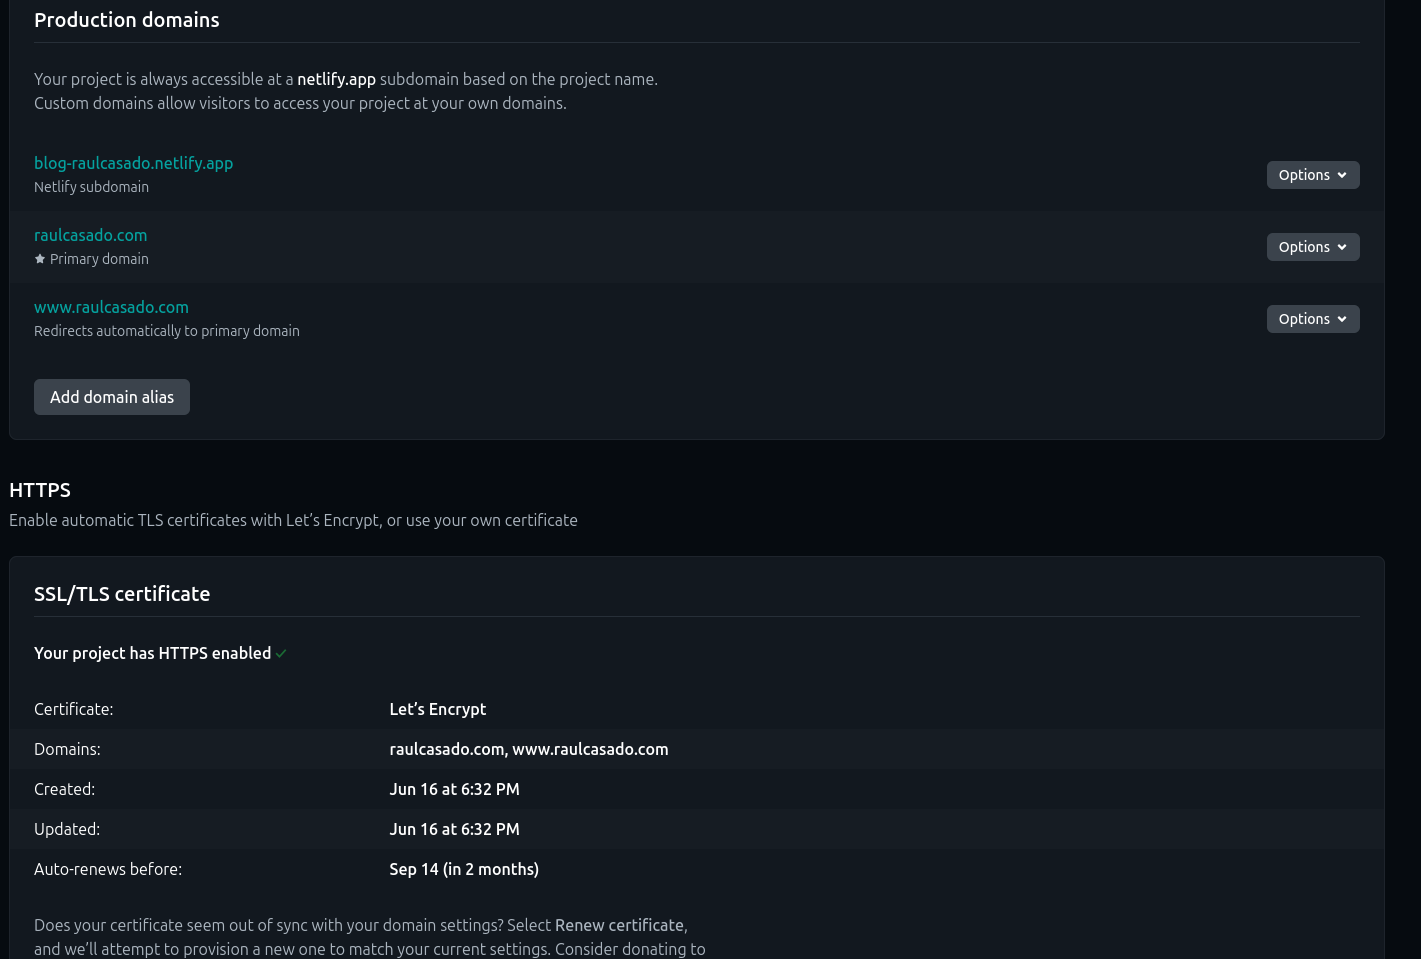 Production domains
Your project is always accessible at a netlify.app subdomain based on the project name.
Custom domains allow visitors to access your project at your own domains.
blog-raulcasado.netlify.app
Netlify subdomain
Options
raulcasado.com
Primary domain
Options
www.raulcasado.com
Redirects automatically to primary domain
Options
Add domain alias
HTTPS
Enable automatic TLS certificates with Let’s Encrypt, or use your own certificate
SSL/TLS certificate
Your project has HTTPS enabled
Certificate: Let’s Encrypt
Domains: raulcasado.com, www.raulcasado.com
Created: Jun 16 at 6:32 PM
Updated: Jun 16 at 6:32 PM
Auto-renews before: Sep 14 (in 2 months)
Does your certificate seem out of sync with your domain settings? Select Renew certificate,
and we’ll attempt to provision a new one to match your current settings. Consider donating to